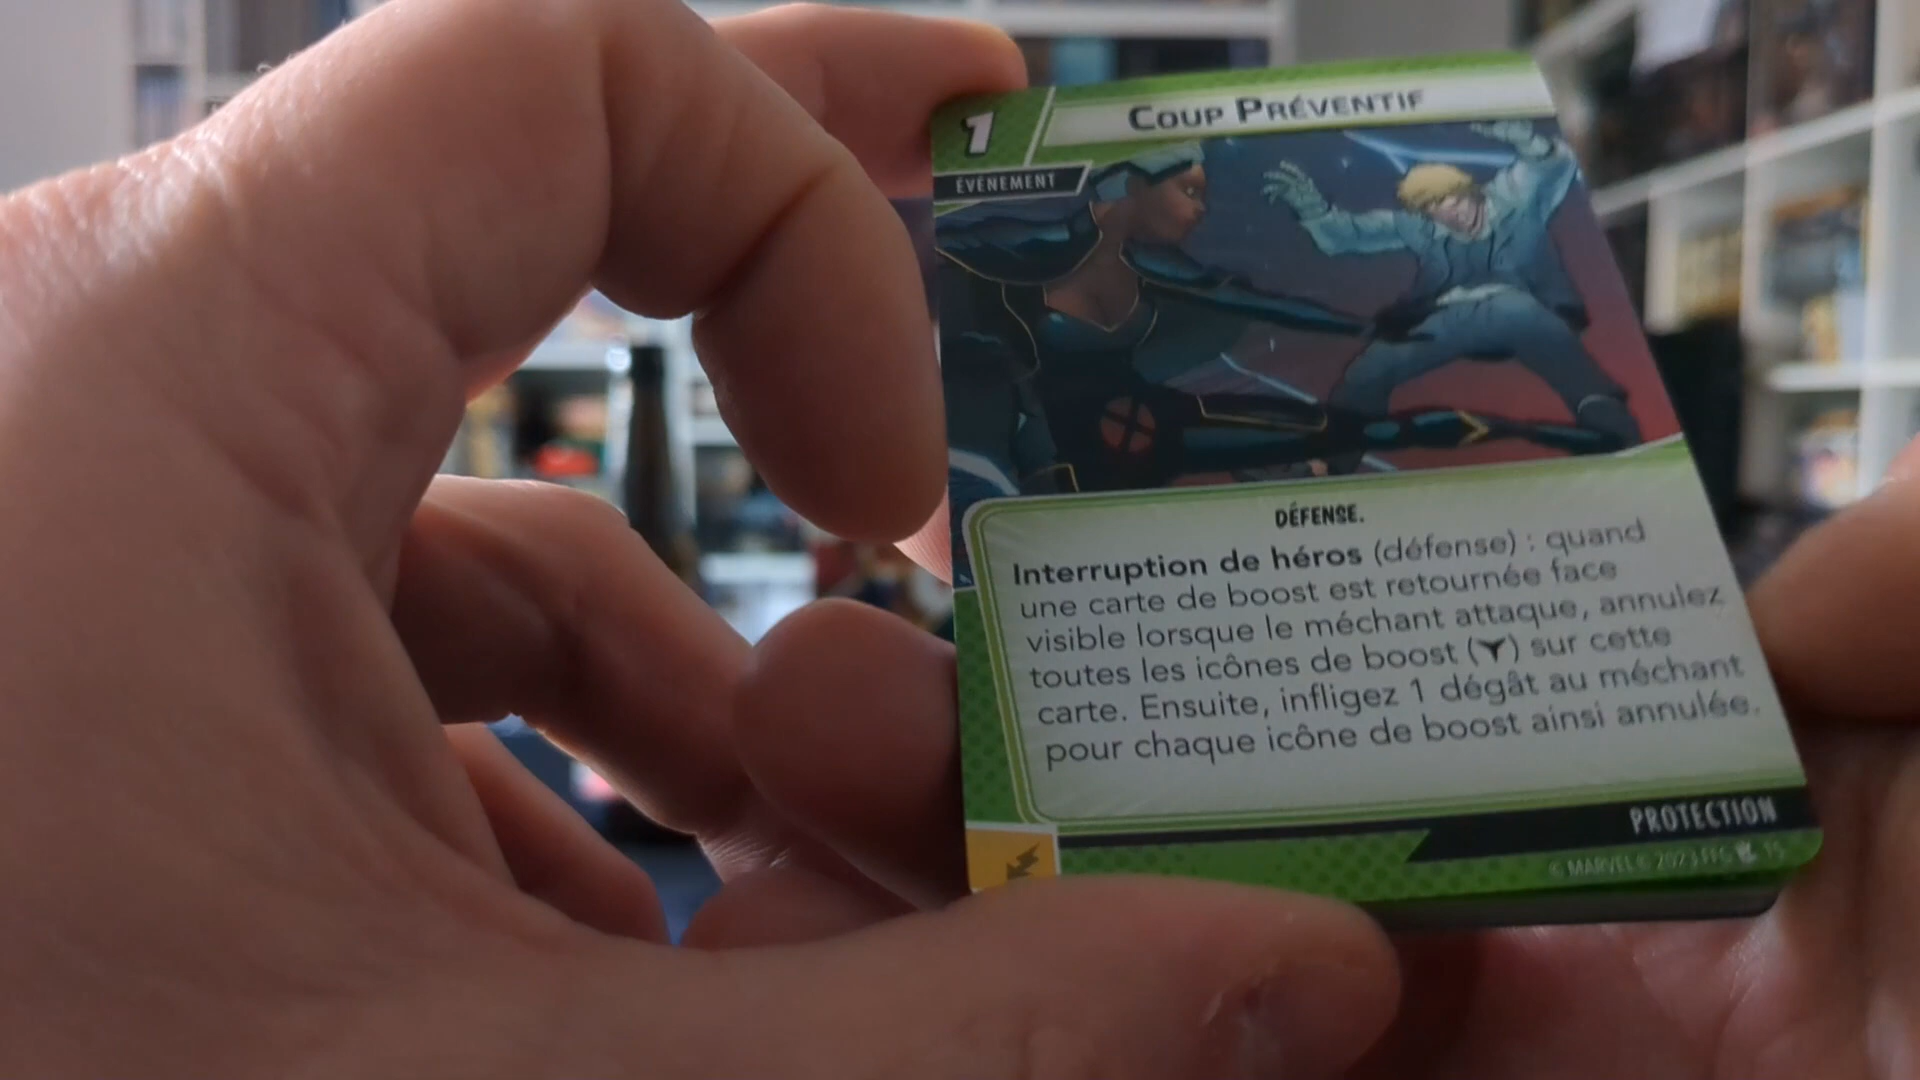 1
COUP PRÉVENTIF
ÉVÉNEMENT
DÉFENSE.
Interruption de héros (défense) : quand
une carte de boost est retournée face
visible lorsque le méchant attaque, annulez
toutes les icônes de boost () sur cette
carte. Ensuite, infligez 1 dégât au méchant
pour chaque icône de boost ainsi annulée.
PROTECTION
© MARVEL © 2023 FFG 15